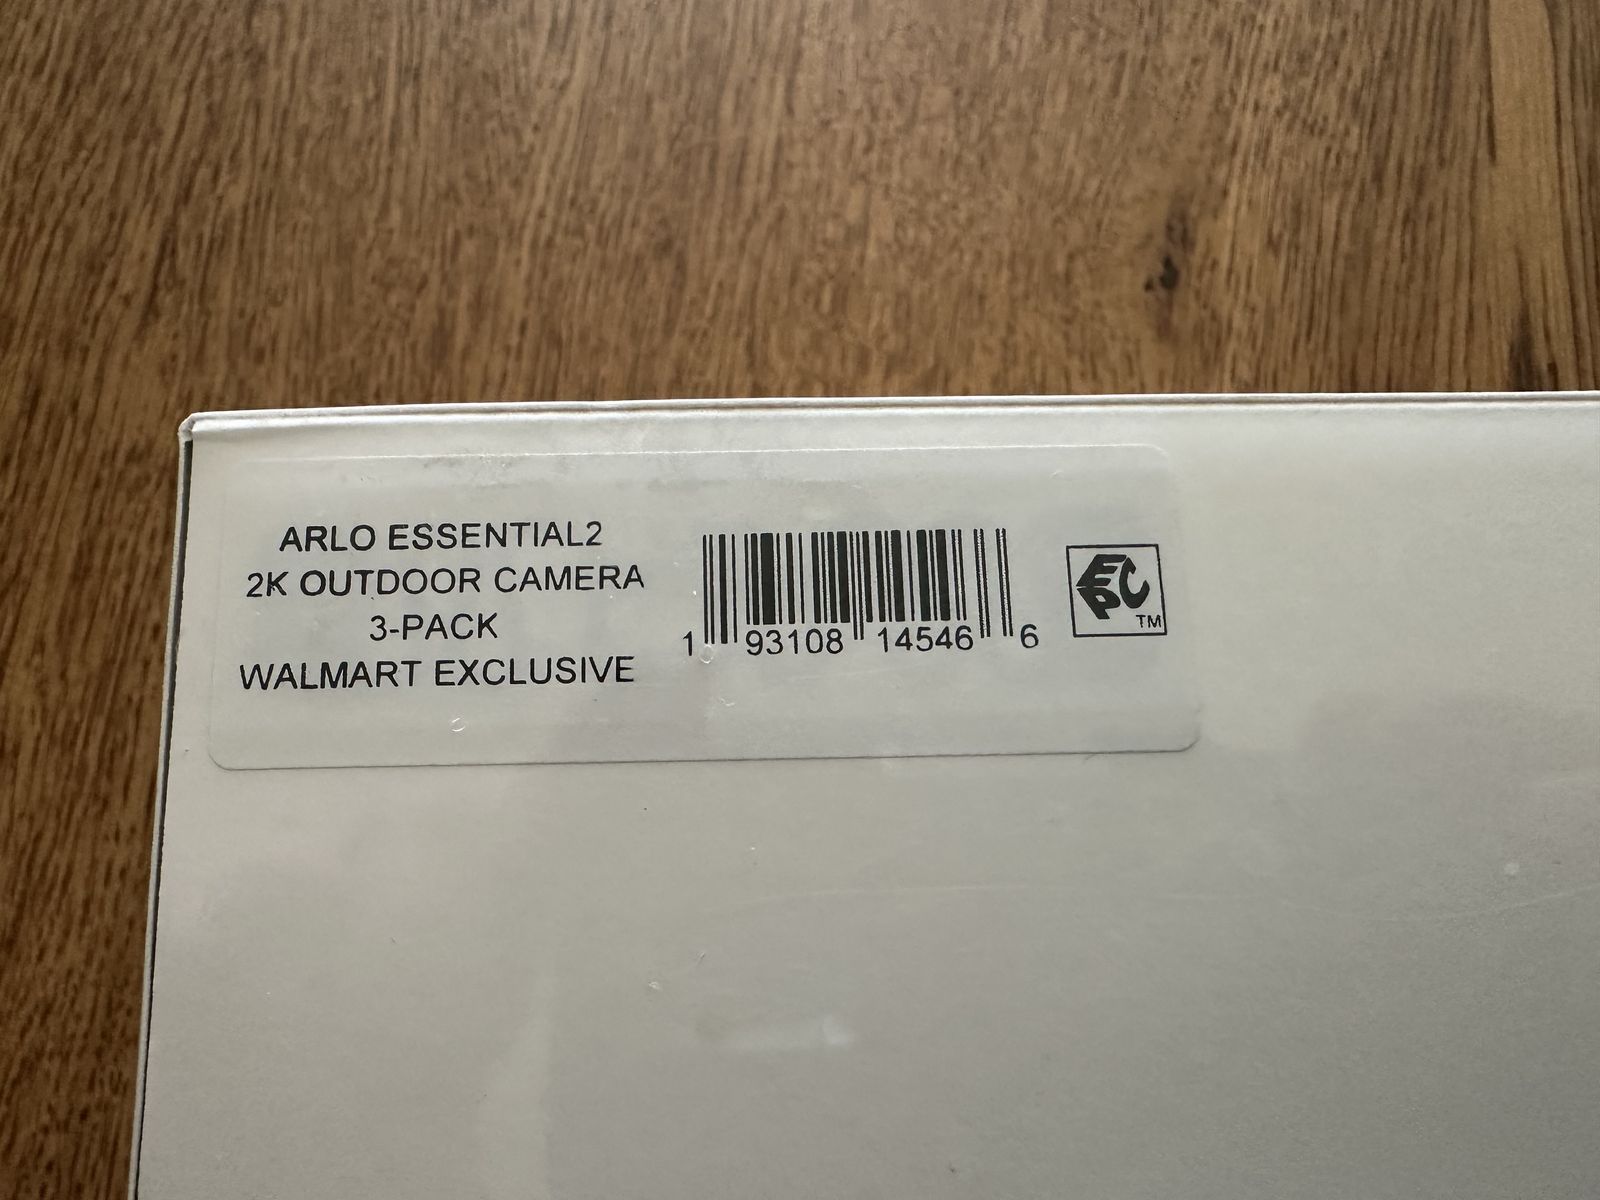 ARLO ESSENTIAL2
2K OUTDOOR CAMERA
3-PACK
WALMART EXCLUSIVE
1 93108 14546 6
EPC TM